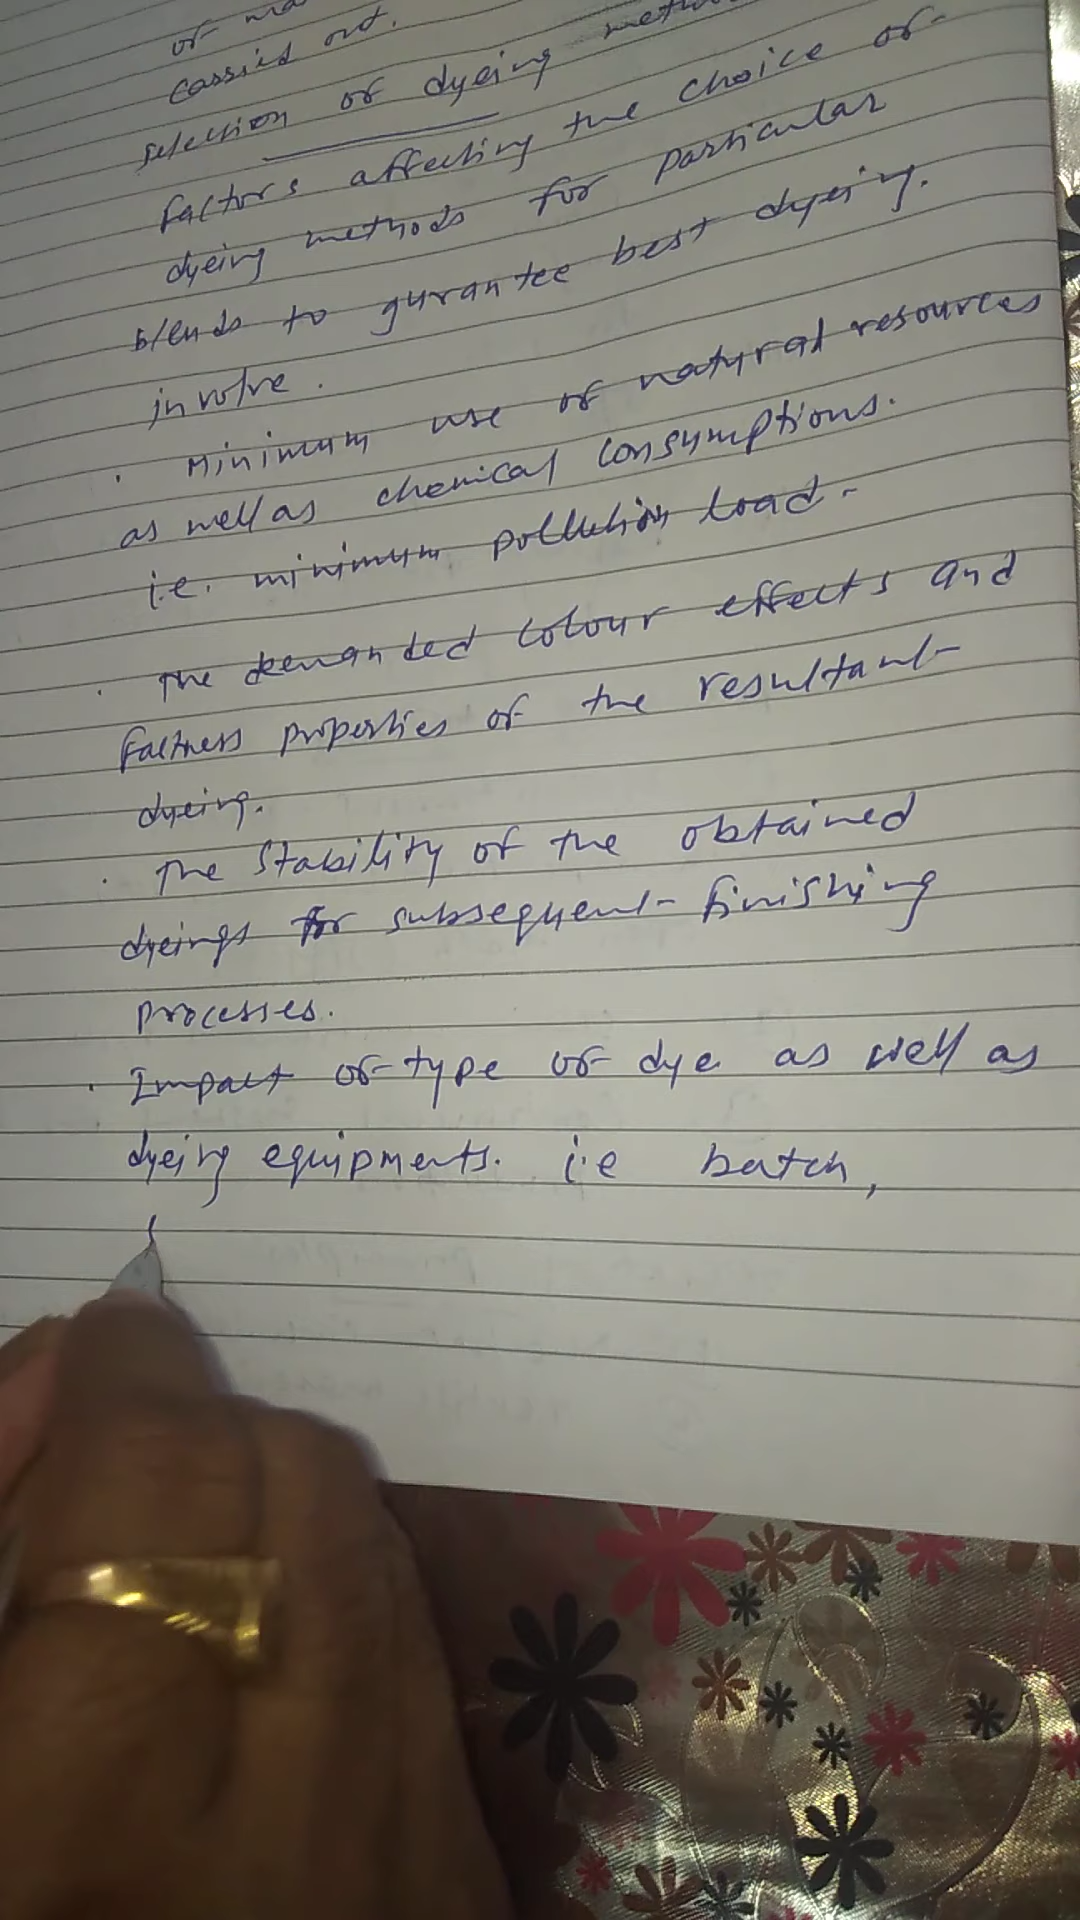 of
carried out.
selection of dyeing
factors affecting the choice of
dyeing methods for particular
blends to gurantee best dyeing.
involve.
. Minimum use of natural resources
as well as chemical consumptions.
i.e. minimum pollution load-
. The demanded colour effects and
fastness properties of the resultant
dyeing.
. The stability of the obtained
dyeings for subsequent finishing
processes.
. Impact of type of dye as well as
dyeing equipments. i.e batch,